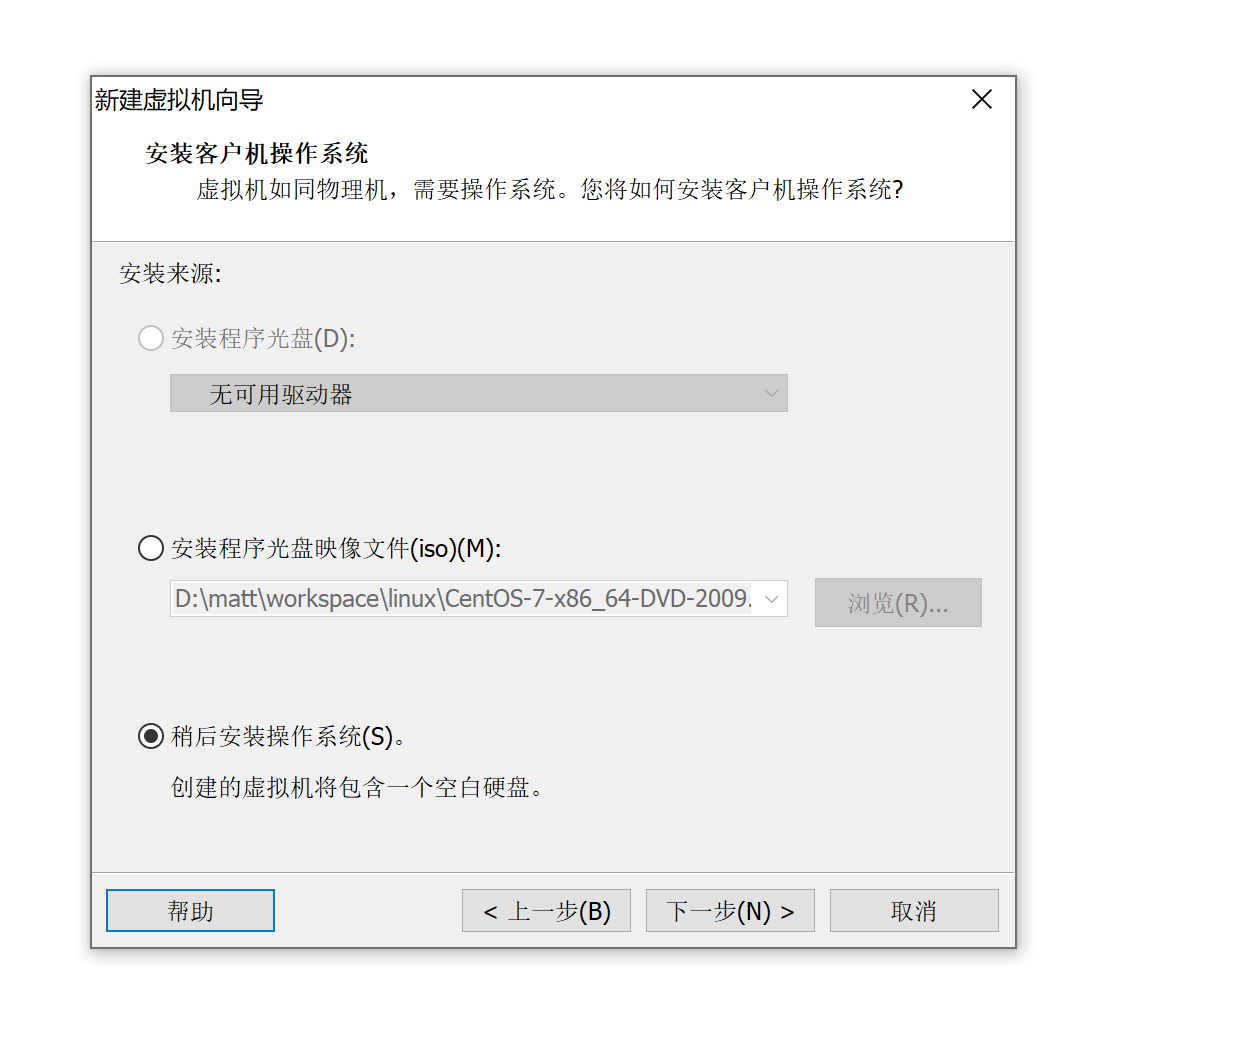 新建虚拟机向导
安装客户机操作系统
虚拟机如同物理机，需要操作系统。您将如何安装客户机操作系统?
安装来源:
安装程序光盘(D):
无可用驱动器
安装程序光盘映像文件(iso)(M):
D:\matt\workspace\linux\CentOS-7-x86_64-DVD-2009.
浏览(R)...
稍后安装操作系统(S)。
创建的虚拟机将包含一个空白硬盘。
帮助
< 上一步(B)
下一步(N) >
取消